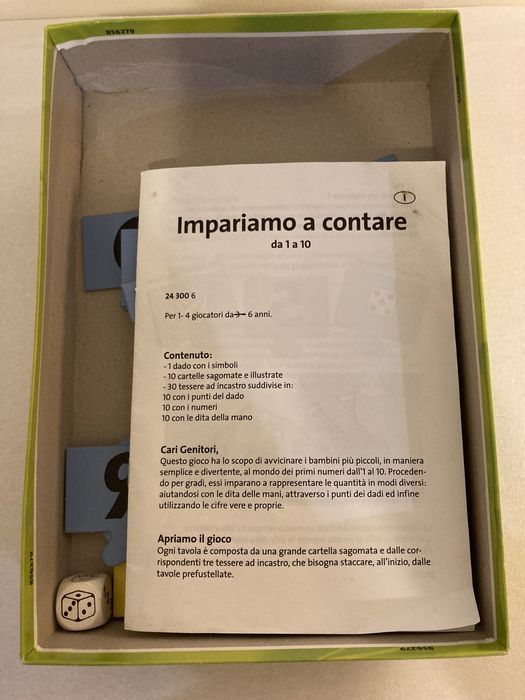 856279
I
Impariamo a contare
da 1 a 10
24 300 6
Per 1- 4 giocatori da 3- 6 anni.
Contenuto:
- 1 dado con i simboli
- 10 cartelle sagomate e illustrate
- 30 tessere ad incastro suddivise in:
10 con i punti del dado
10 con i numeri
10 con le dita della mano
Cari Genitori,
Questo gioco ha lo scopo di avvicinare i bambini più piccoli, in maniera
semplice e divertente, al mondo dei primi numeri dall'1 al 10. Proceden-
do per gradi, essi imparano a rappresentare le quantità in modi diversi:
aiutandosi con le dita delle mani, attraverso i punti dei dadi ed infine
utilizzando le cifre vere e proprie.
Apriamo il gioco
Ogni tavola è composta da una grande cartella sagomata e dalle cor-
rispondenti tre tessere ad incastro, che bisogna staccare, all'inizio, dalle
tavole prefustellate.
9
856279
856279